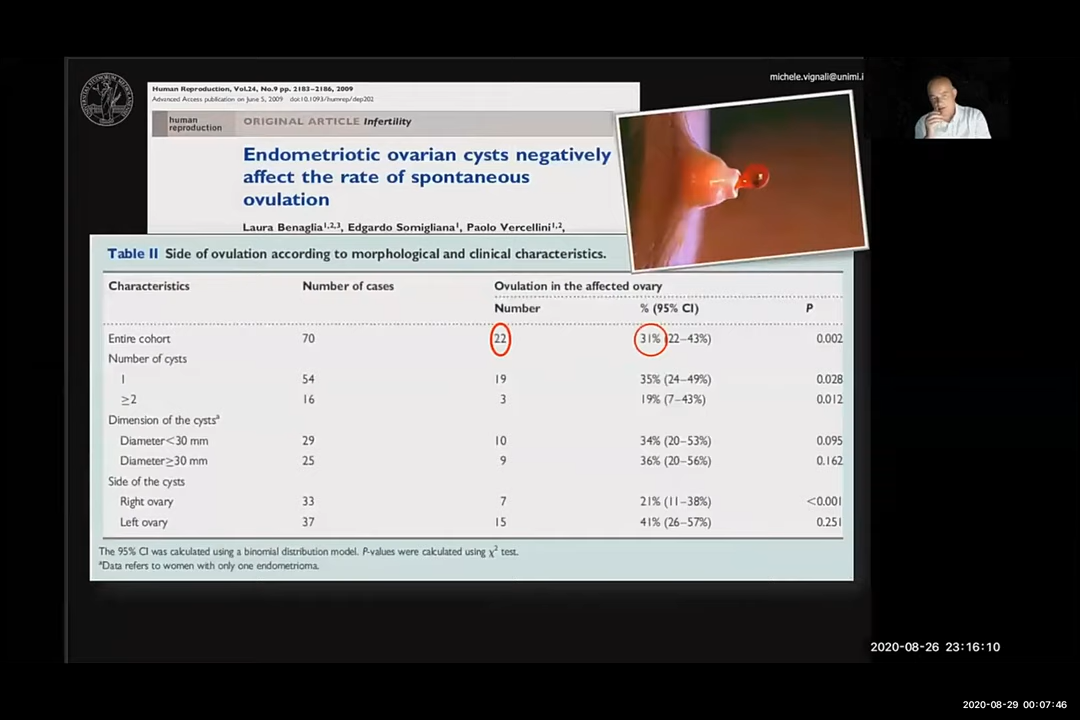 michele.vignali@unimi.i
Human Reproduction, Vol.24, No.9 pp. 2183–2186, 2009
Advanced Access publication on June 5, 2009 doi:10.1093/humrep/dep202
human
reproduction
ORIGINAL ARTICLE Infertility
Endometriotic ovarian cysts negatively
affect the rate of spontaneous
ovulation
Laura Benaglia1,2,3, Edgardo Somigliana1, Paolo Vercellini1,2,
Table II Side of ovulation according to morphological and clinical characteristics.
Characteristics Number of cases Ovulation in the affected ovary
Number % (95% CI) P
Entire cohort 70 22 31% (22–43%) 0.002
Number of cysts
1 54 19 35% (24–49%) 0.028
≥2 16 3 19% (7–43%) 0.012
Dimension of the cystsa
Diameter<30 mm 29 10 34% (20–53%) 0.095
Diameter≥30 mm 25 9 36% (20–56%) 0.162
Side of the cysts
Right ovary 33 7 21% (11–38%) <0.001
Left ovary 37 15 41% (26–57%) 0.251
The 95% CI was calculated using a binomial distribution model. P-values were calculated using χ2 test.
aData refers to women with only one endometrioma.
2020-08-26 23:16:10
2020-08-29 00:07:46